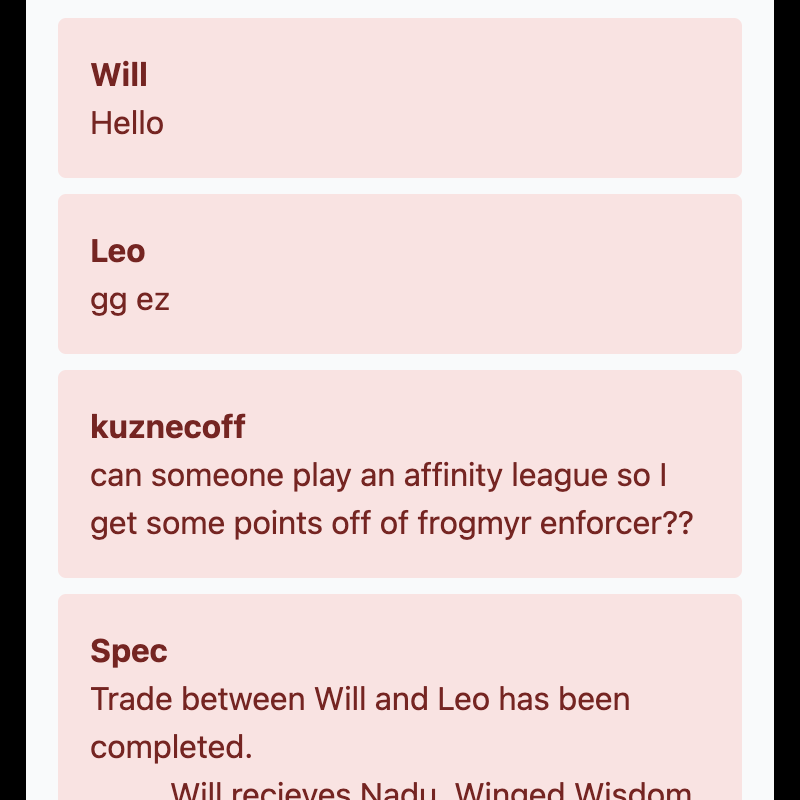 Will
Hello
Leo
gg ez
kuznecoff
can someone play an affinity league so I
get some points off of frogmyr enforcer??
Spec
Trade between Will and Leo has been
completed.
Will recieves Nadu, Winged Wisdom